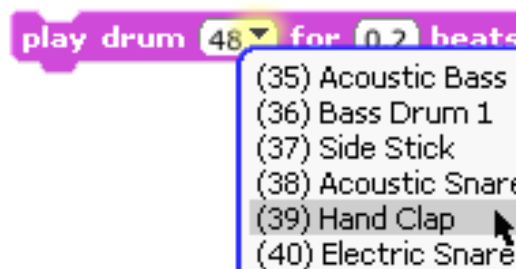 play drum 48 for 0.2 beats
(35) Acoustic Bass
(36) Bass Drum 1
(37) Side Stick
(38) Acoustic Snare
(39) Hand Clap
(40) Electric Snare